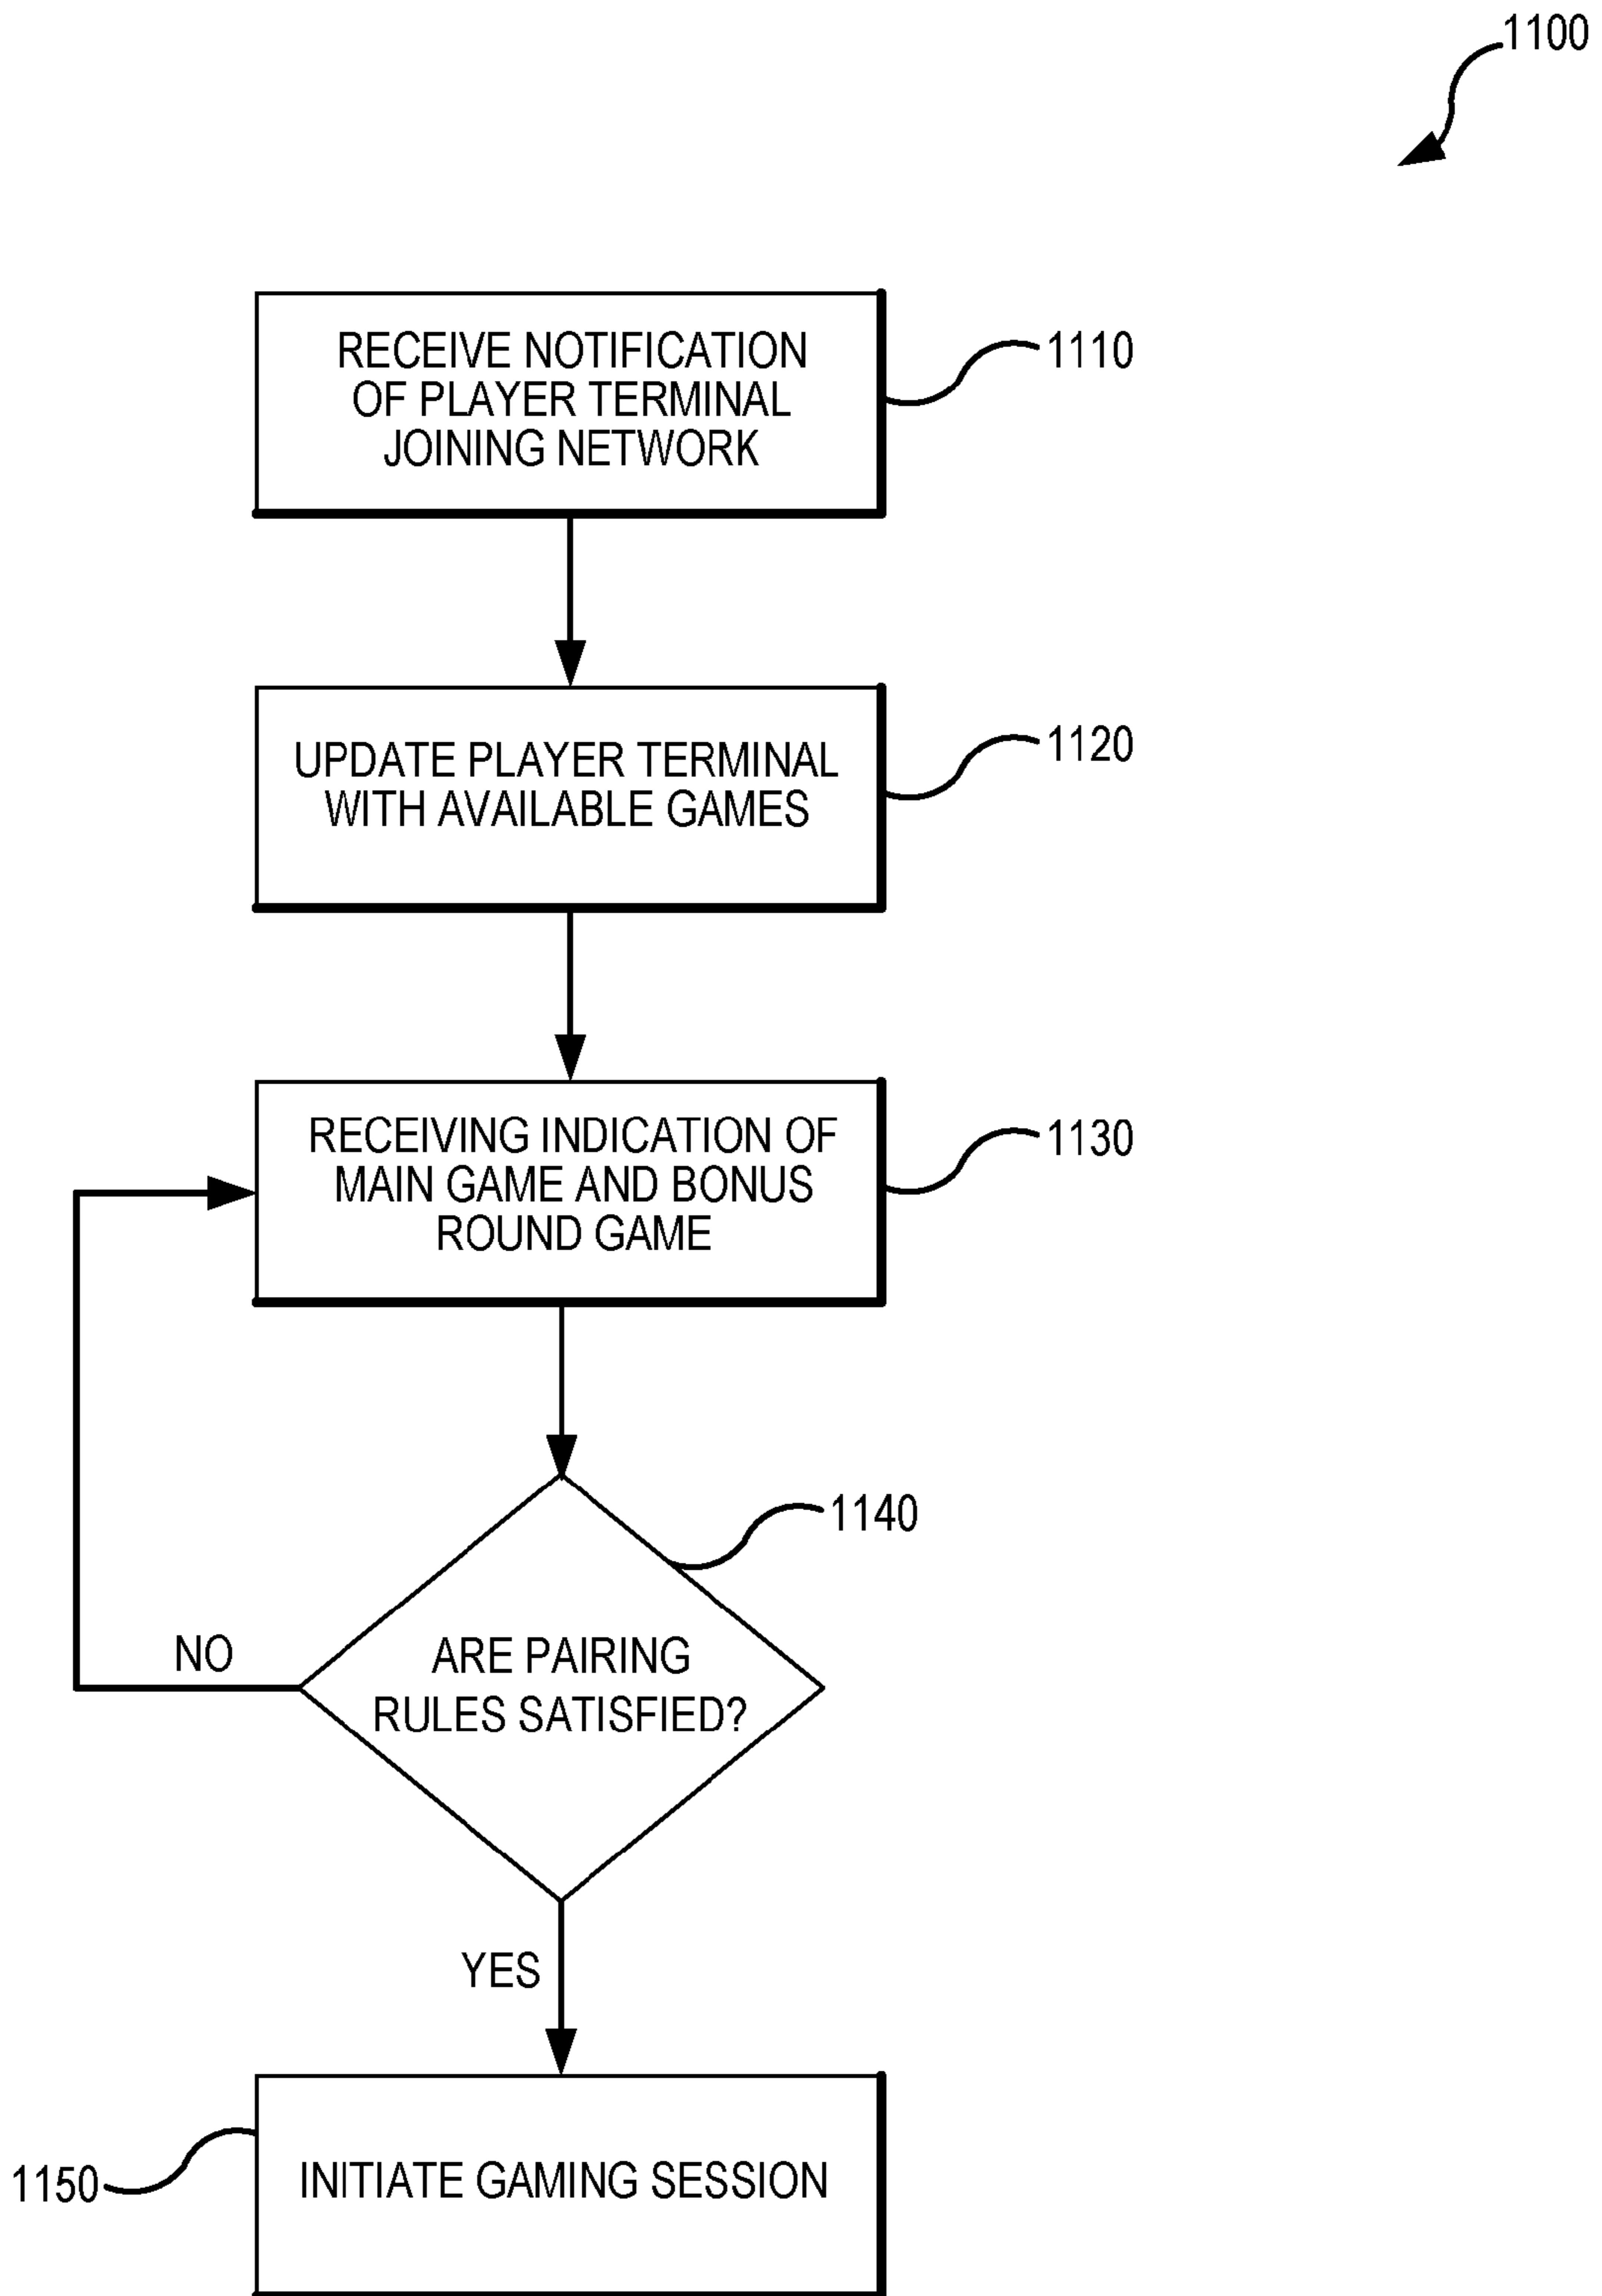 1100
RECEIVE NOTIFICATION
OF PLAYER TERMINAL
JOINING NETWORK
1110
UPDATE PLAYER TERMINAL
WITH AVAILABLE GAMES
1120
RECEIVING INDICATION OF
MAIN GAME AND BONUS
ROUND GAME
1130
1140
ARE PAIRING
RULES SATISFIED?
NO
YES
INITIATE GAMING SESSION
1150